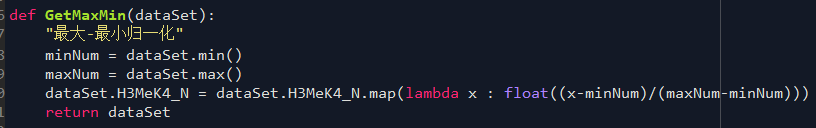 def GetMaxMin(dataSet):
    "最大-最小归一化"
    minNum = dataSet.min()
    maxNum = dataSet.max()
    dataSet.H3MeK4_N = dataSet.H3MeK4_N.map(lambda x : float((x-minNum)/(maxNum-minNum)))
    return dataSet